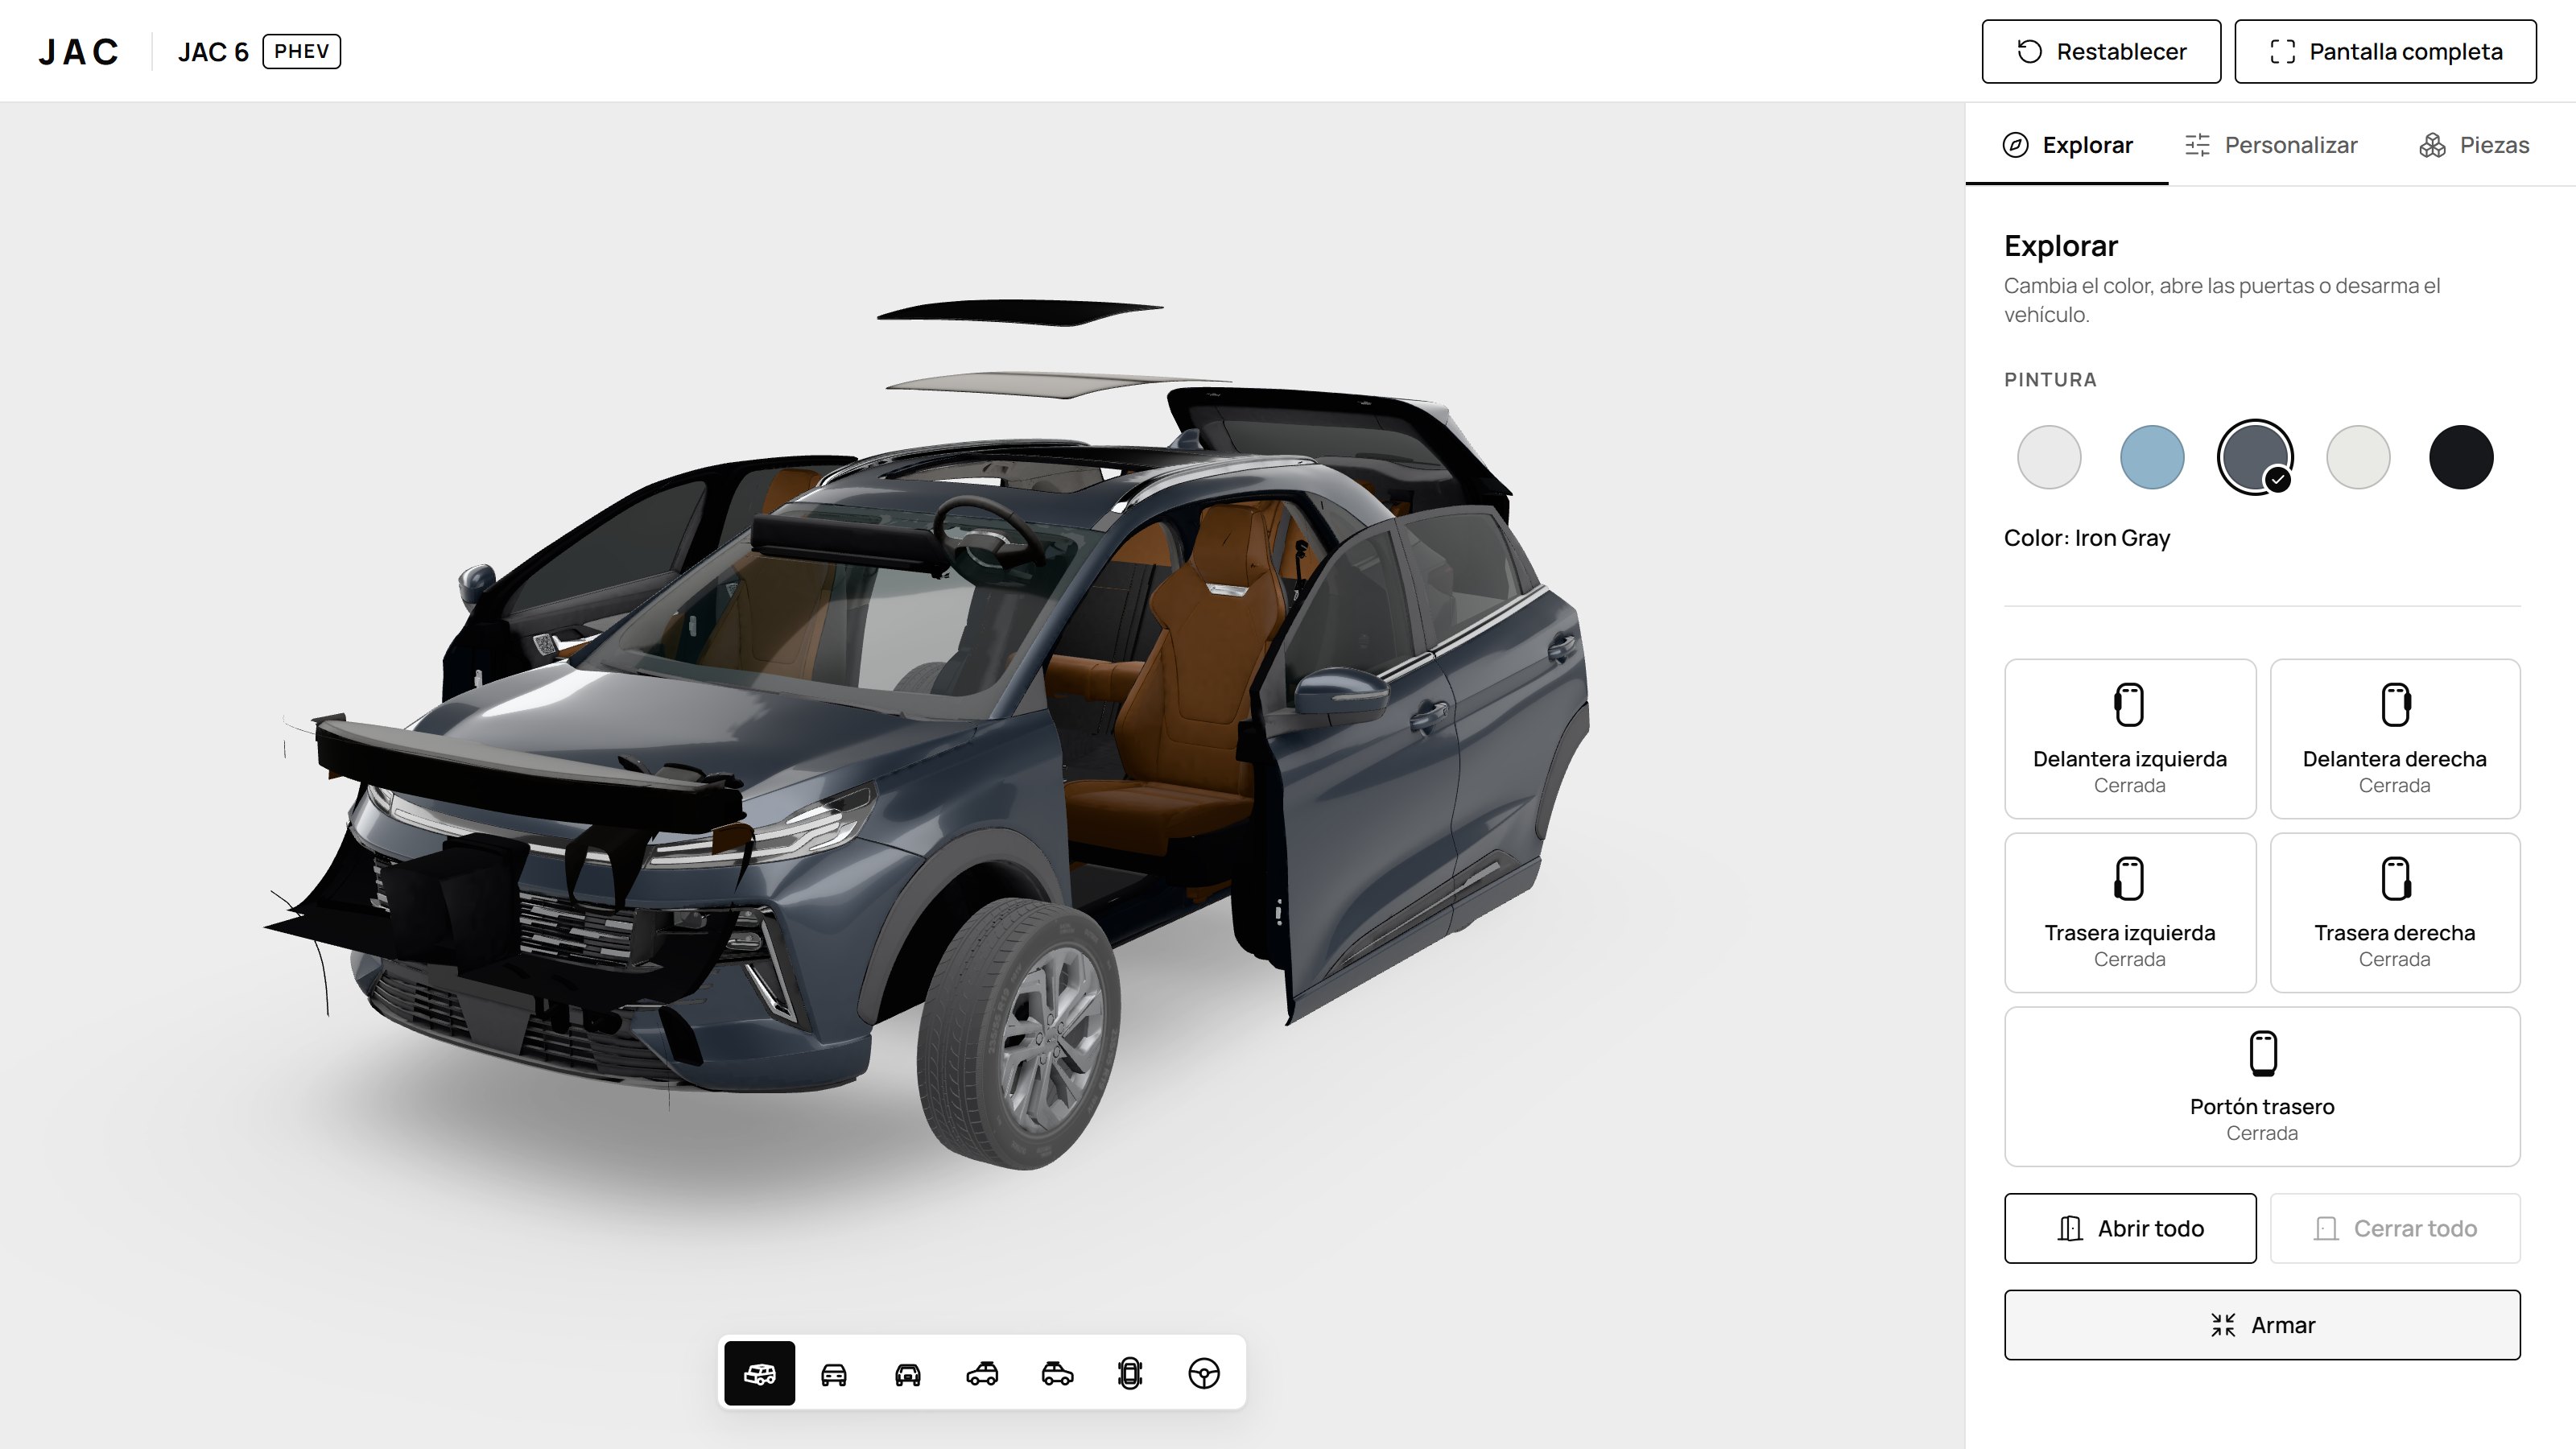 JAC
JAC 6 PHEV
Restablecer
Pantalla completa
Explorar
Personalizar
Piezas
Explorar
Cambia el color, abre las puertas o desarma el
vehículo.
PINTURA
Color: Iron Gray
Delantera izquierda
Cerrada
Delantera derecha
Cerrada
Trasera izquierda
Cerrada
Trasera derecha
Cerrada
Portón trasero
Cerrada
Abrir todo
Cerrar todo
Armar